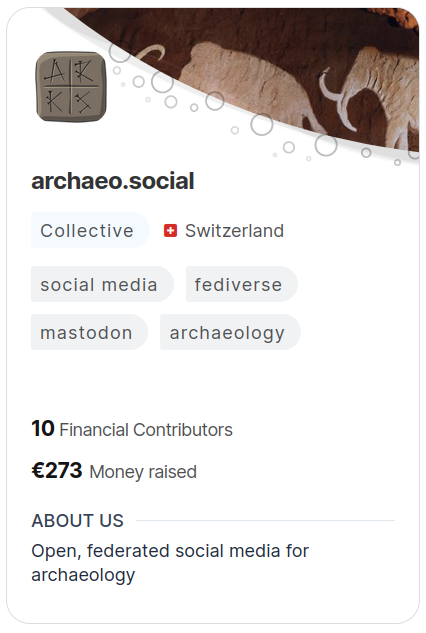 A K
K S
archaeo.social
Collective Switzerland
social media fediverse
mastodon archaeology
10 Financial Contributors
€273 Money raised
ABOUT US
Open, federated social media for
archaeology